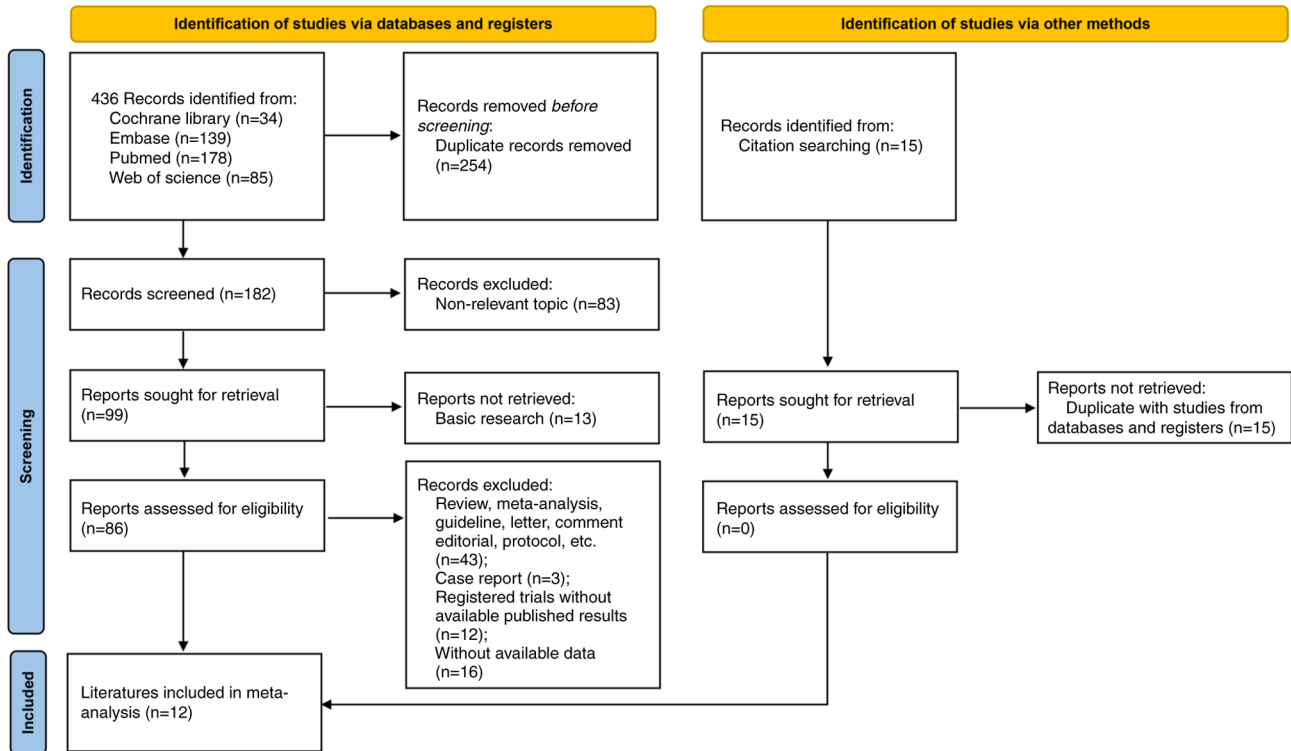 Identification of studies via databases and registers
Identification of studies via other methods
Identification
436 Records identified from:
Cochrane library (n=34)
Embase (n=139)
Pubmed (n=178)
Web of science (n=85)
Records removed before
screening:
Duplicate records removed
(n=254)
Records identified from:
Citation searching (n=15)
Screening
Records screened (n=182)
Records excluded:
Non-relevant topic (n=83)
Reports sought for retrieval
(n=99)
Reports not retrieved:
Basic research (n=13)
Reports sought for retrieval
(n=15)
Reports not retrieved:
Duplicate with studies from
databases and registers (n=15)
Reports assessed for eligibility
(n=86)
Records excluded:
Review, meta-analysis,
guideline, letter, comment
editorial, protocol, etc.
(n=43);
Case report (n=3);
Registered trials without
available published results
(n=12);
Without available data
(n=16)
Reports assessed for eligibility
(n=0)
Included
Literatures included in meta-
analysis (n=12)